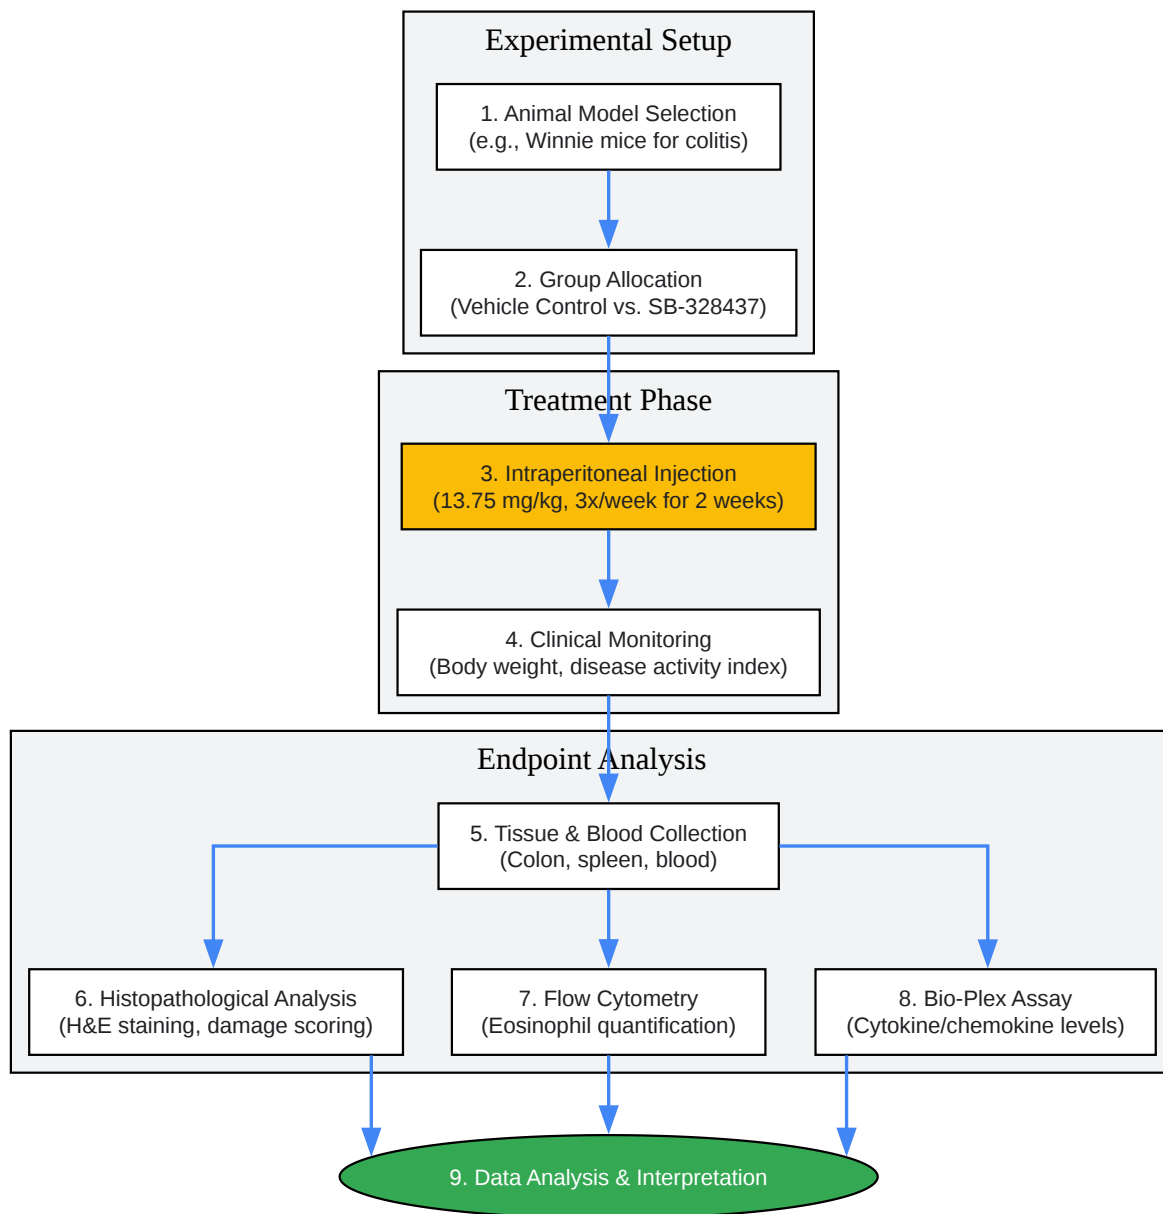 Experimental Setup
1. Animal Model Selection
(e.g., Winnie mice for colitis)
2. Group Allocation
(Vehicle Control vs. SB-328437)
Treatment Phase
3. Intraperitoneal Injection
(13.75 mg/kg, 3x/week for 2 weeks)
4. Clinical Monitoring
(Body weight, disease activity index)
Endpoint Analysis
5. Tissue & Blood Collection
(Colon, spleen, blood)
6. Histopathological Analysis
(H&E staining, damage scoring)
7. Flow Cytometry
(Eosinophil quantification)
8. Bio-Plex Assay
(Cytokine/chemokine levels)
9. Data Analysis & Interpretation